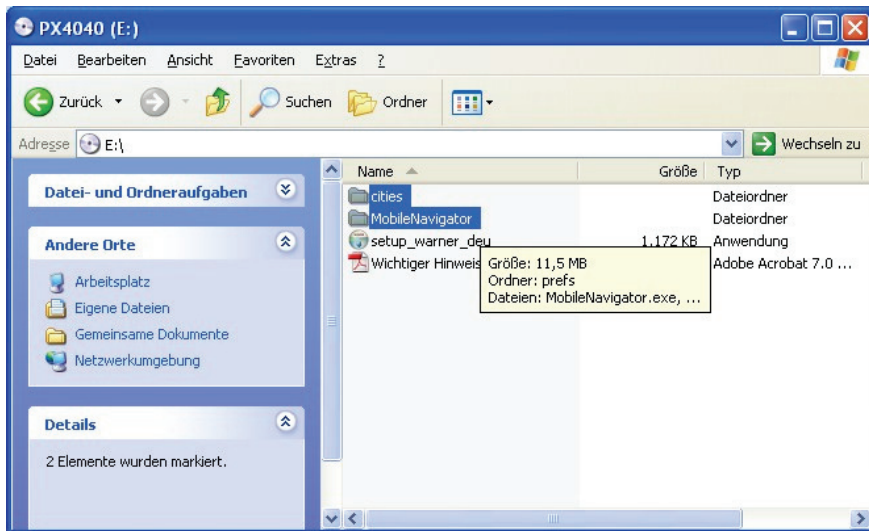 PX4040 (E:)
Datei Bearbeiten Ansicht Favoriten Extras ?
Zurück Suchen Ordner
Adresse E:\ Wechseln zu
Datei- und Ordneraufgaben
Andere Orte
Arbeitsplatz
Eigene Dateien
Gemeinsame Dokumente
Netzwerkumgebung
Details
2 Elemente wurden markiert.
Name Größe Typ
cities Dateiordner
MobileNavigator Dateiordner
setup_warner_deu 1.172 KB Anwendung
Wichtiger Hinweis Adobe Acrobat 7.0 ...
Größe: 11,5 MB
Ordner: prefs
Dateien: MobileNavigator.exe, ...